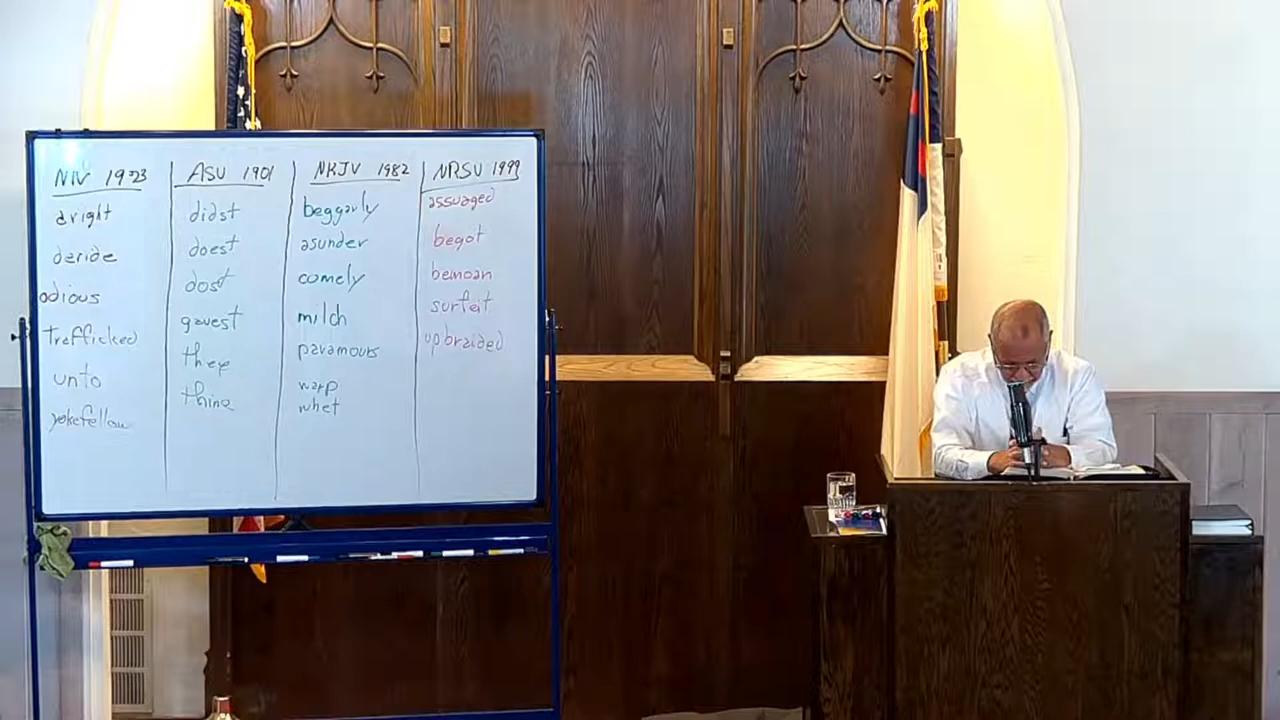 NIV 1973
aright
deride
odious
Trafficked
unto
yokefellow
ASV 1901
didst
doest
dost
gavest
thee
thine
NKJV 1982
beggarly
asunder
comely
milch
paramours
warp
whet
NRSV 1999
assuaged
begot
bemoan
surfeit
upbraided